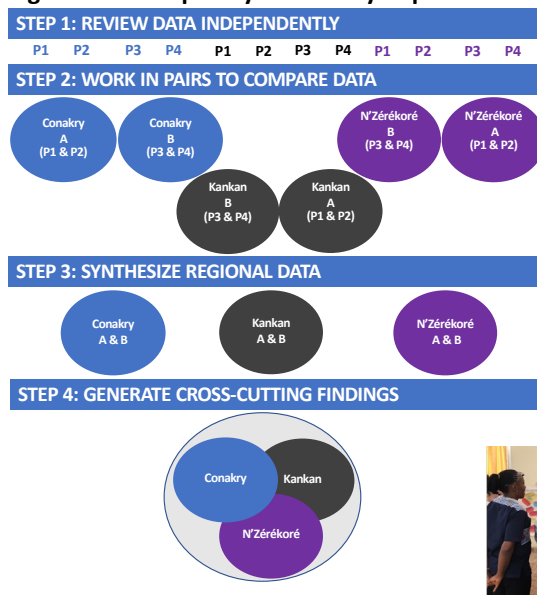 STEP 1: REVIEW DATA INDEPENDENTLY
P1 P2 P3 P4 P1 P2 P3 P4 P1 P2 P3 P4
STEP 2: WORK IN PAIRS TO COMPARE DATA
Conakry
A
(P1 & P2)
Conakry
B
(P3 & P4)
N'Zérékoré
B
(P3 & P4)
N'Zérékoré
A
(P1 & P2)
Kankan
B
(P3 & P4)
Kankan
A
(P1 & P2)
STEP 3: SYNTHESIZE REGIONAL DATA
Conakry
A & B
Kankan
A & B
N'Zérékoré
A & B
STEP 4: GENERATE CROSS-CUTTING FINDINGS
Conakry
Kankan
N'Zérékoré